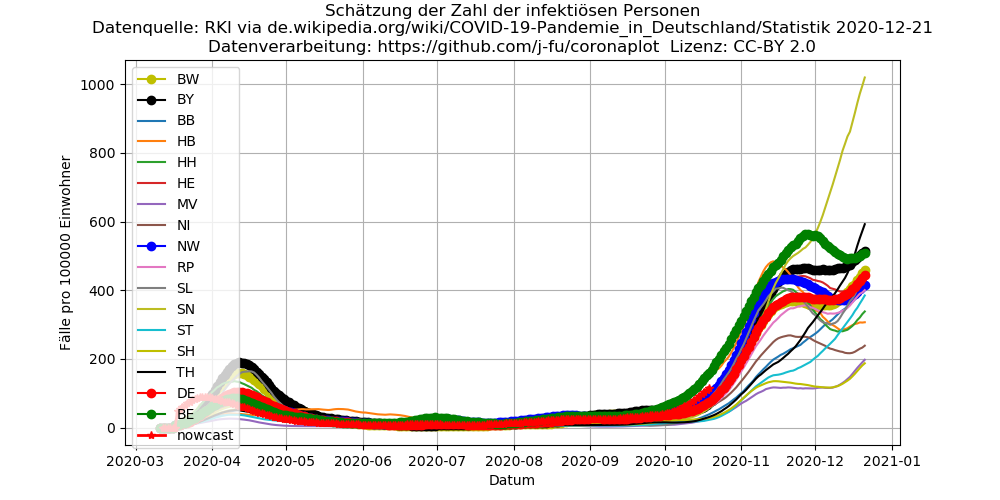 Schätzung der Zahl der infektiösen Personen
Datenquelle: RKI via de.wikipedia.org/wiki/COVID-19-Pandemie_in_Deutschland/Statistik 2020-12-21
Datenverarbeitung: https://github.com/j-fu/coronaplot  Lizenz: CC-BY 2.0
Fälle pro 100000 Einwohner
1000
800
600
400
200
0
BW
BY
BB
HB
HH
HE
MV
NI
NW
RP
SL
SN
ST
SH
TH
DE
BE
nowcast
2020-03 2020-04 2020-05 2020-06 2020-07 2020-08 2020-09 2020-10 2020-11 2020-12 2021-01
Datum